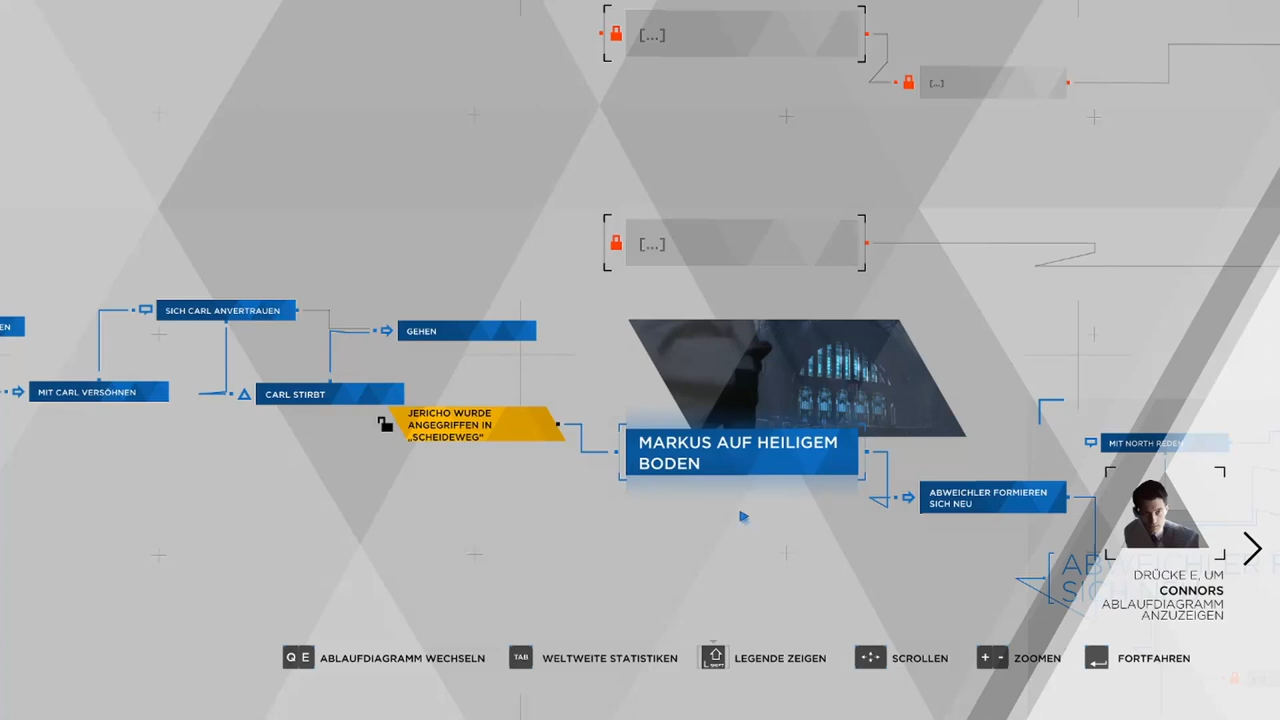 [...]
[...]
[...]
EN
SICH CARL ANVERTRAUEN
GEHEN
MIT CARL VERSÖHNEN
CARL STIRBT
JERICHO WURDE
ANGEGRIFFEN IN
„SCHEIDEWEG“
MARKUS AUF HEILIGEM
BODEN
MIT NORTH REDEN
ABWEICHLER FORMIEREN
SICH NEU
ABWEICHLER
DRÜCKE E, UM
CONNORS
ABLAUFDIAGRAMM
ANZUZEIGEN
Q E ABLAUFDIAGRAMM WECHSELN
TAB WELTWEITE STATISTIKEN
L SHIFT LEGENDE ZEIGEN
SCROLLEN
+ - ZOOMEN
FORTFAHREN